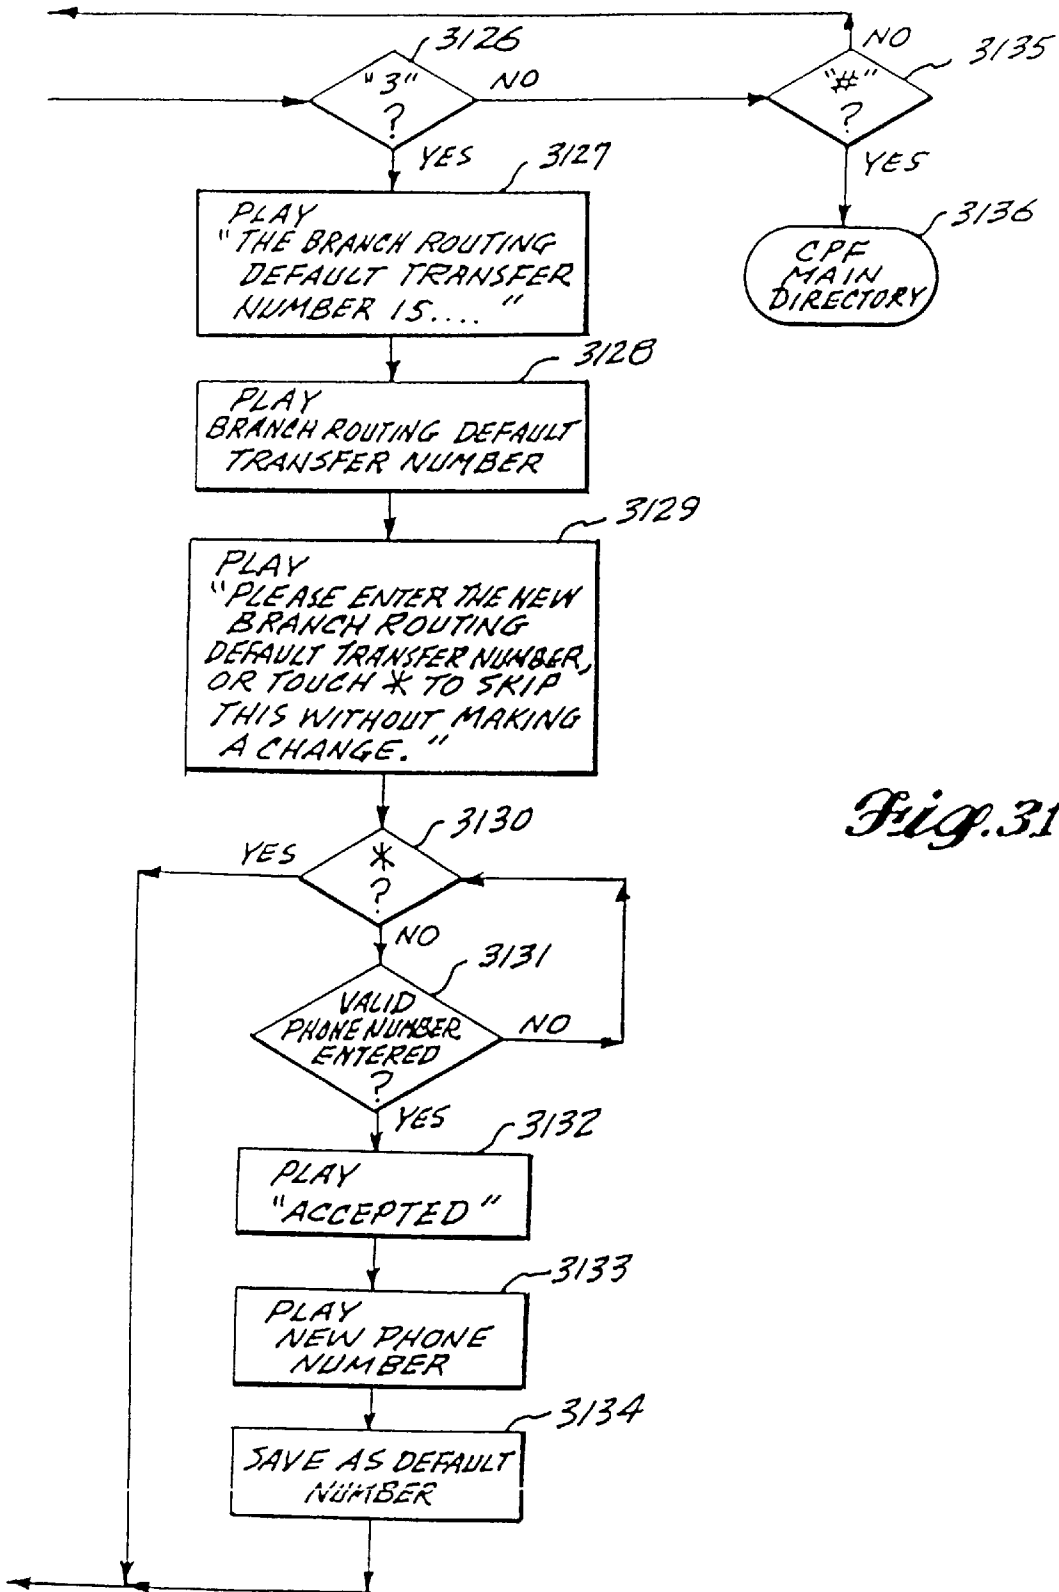 3126
"3"
?
NO
YES
NO
3135
"#"
?
YES
3136
CPF
MAIN
DIRECTORY
3127
PLAY
"THE BRANCH ROUTING
DEFAULT TRANSFER
NUMBER IS...."
3128
PLAY
BRANCH ROUTING DEFAULT
TRANSFER NUMBER
3129
PLAY
"PLEASE ENTER THE NEW
BRANCH ROUTING
DEFAULT TRANSFER NUMBER,
OR TOUCH * TO SKIP
THIS WITHOUT MAKING
A CHANGE."
Fig.31
3130
YES
*
?
NO
3131
VALID
PHONE NUMBER
ENTERED
?
NO
YES
3132
PLAY
"ACCEPTED"
3133
PLAY
NEW PHONE
NUMBER
3134
SAVE AS DEFAULT
NUMBER